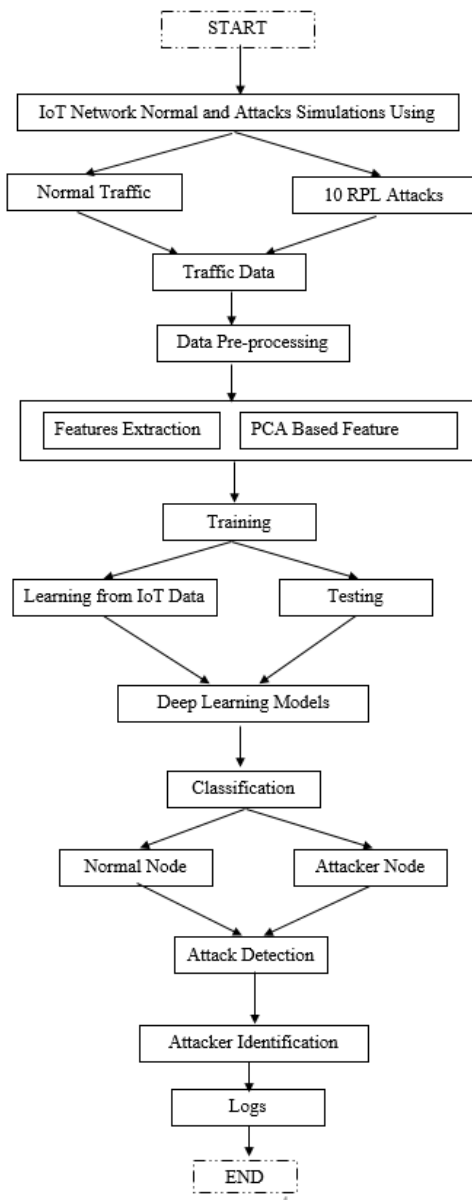 START
IoT Network Normal and Attacks Simulations Using
Normal Traffic
10 RPL Attacks
Traffic Data
Data Pre-processing
Features Extraction
PCA Based Feature
Training
Learning from IoT Data
Testing
Deep Learning Models
Classification
Normal Node
Attacker Node
Attack Detection
Attacker Identification
Logs
END